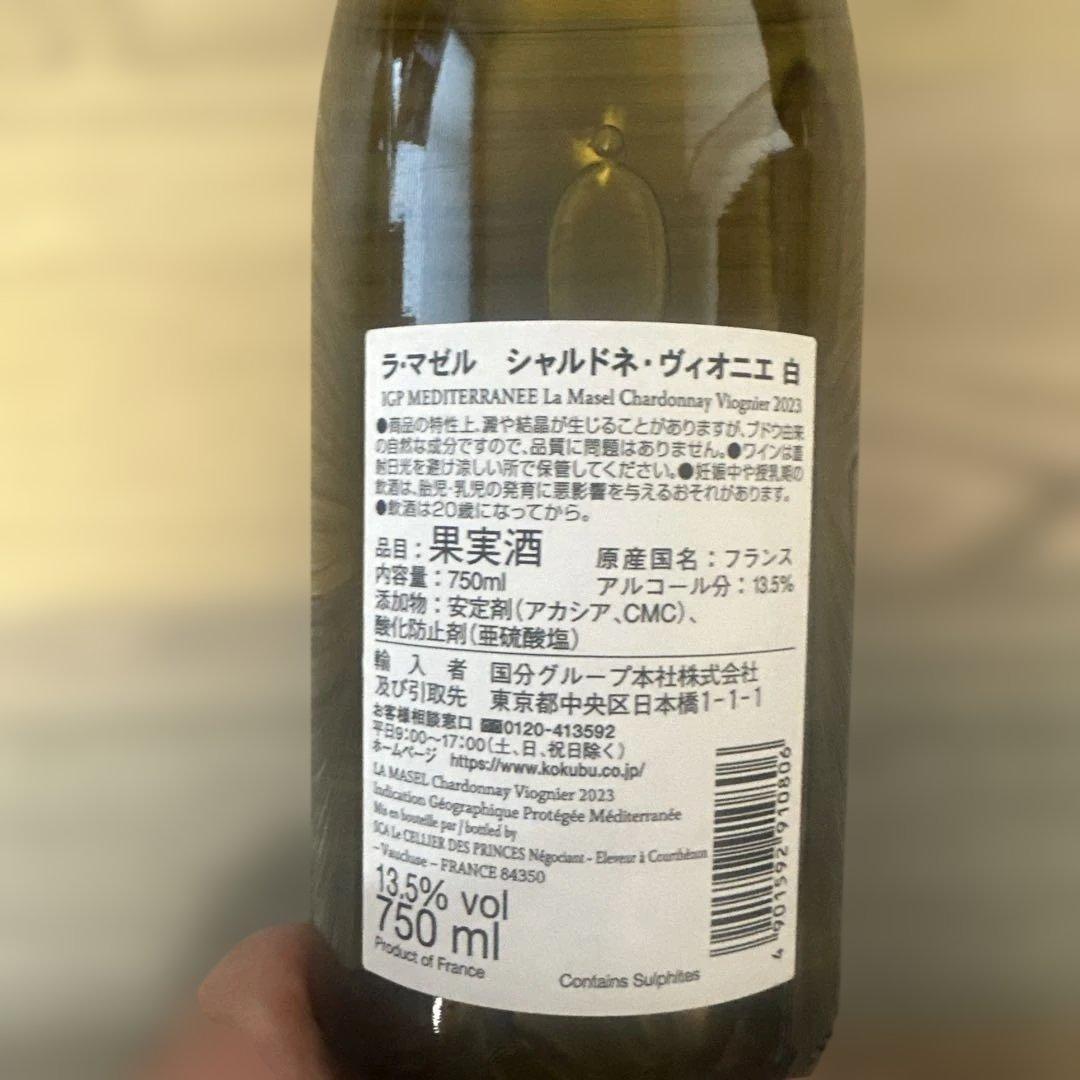 ラ・マゼル　シャルドネ・ヴィオニエ 白
IGP MEDITERRANEE La Masel Chardonnay Viognier 2023
●商品の特性上、澱や結晶が生じることがありますが、ブドウ由来
の自然な成分ですので、品質に問題はありません。●ワインは直
射日光を避け涼しい所で保管してください。●妊娠中や授乳期の
飲酒は、胎児・乳児の発育に悪影響を与えるおそれがあります。
●飲酒は20歳になってから。
品目：果実酒　原産国名：フランス
内容量：750ml　アルコール分：13.5%
添加物：安定剤（アカシア、CMC）、
酸化防止剤（亜硫酸塩）
輸入者　国分グループ本社株式会社
及び引取先　東京都中央区日本橋1-1-1
お客様相談窓口 0120-413592
平日9:00～17:00（土、日、祝日除く）
ホームページ　https://www.kokubu.co.jp/
LA MASEL Chardonnay Viognier 2023
Indication Géographique Protégée Méditerranée
Mis en bouteille par / bottled by
SCA Le CELLIER DES PRINCES Négociant - Eleveur à Courthézon
- Vaucluse - FRANCE 84350
13.5% vol
750 ml
Product of France
Contains Sulphites
4 901592 910806